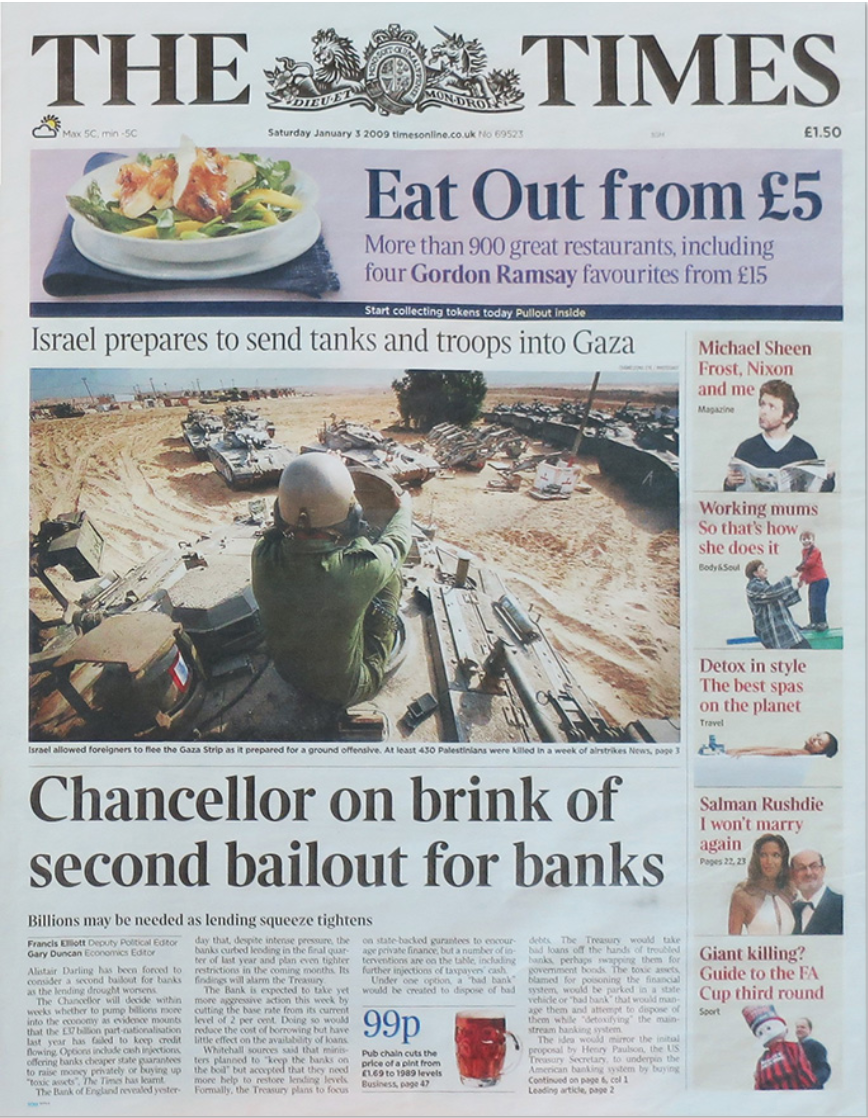 THE TIMES
DIEU·ET MON·DROIT
Max 5C, min -5C
Saturday January 3 2009 timesonline.co.uk No 69523
£1.50
Eat Out from £5
More than 900 great restaurants, including
four Gordon Ramsay favourites from £15
Start collecting tokens today Pullout inside
Israel prepares to send tanks and troops into Gaza
Israel allowed foreigners to flee the Gaza Strip as it prepared for a ground offensive. At least 430 Palestinians were killed in a week of airstrikes News, page 3
Chancellor on brink of
second bailout for banks
Billions may be needed as lending squeeze tightens
Francis Elliott Deputy Political Editor
Gary Duncan Economics Editor
Alistair Darling has been forced to
consider a second bailout for banks
as the lending drought worsens.
The Chancellor will decide within
weeks whether to pump billions more
into the economy as evidence mounts
that the £37 billion part-nationalisation
last year has failed to keep credit
flowing. Options include cash injections,
offering banks cheaper state guarantees
to raise money privately or buying up
"toxic assets", The Times has learnt.
The Bank of England revealed yester-
day that, despite intense pressure, the
banks curbed lending in the final quar-
ter of last year and plan even tighter
restrictions in the coming months. Its
findings will alarm the Treasury.
The Bank is expected to take yet
more aggressive action this week by
cutting the base rate from its current
level of 2 per cent. Doing so would
reduce the cost of borrowing but have
little effect on the availability of loans.
Whitehall sources said that minis-
ters planned to "keep the banks on
the boil" but accepted that they need
more help to restore lending levels.
Formally, the Treasury plans to focus
on state-backed gurantees to encour-
age private finance, but a number of in-
terventions are on the table, including
further injections of taxpayers' cash.
Under one option, a "bad bank"
would be created to dispose of bad
99p
Pub chain cuts the
price of a pint from
£1.69 to 1989 levels
Business, page 47
debts. The Treasury would take
bad loans off the hands of troubled
banks, perhaps swapping them for
government bonds. The toxic assets,
blamed for poisoning the financial
system, would be parked in a state
vehicle or "bad bank" that would man-
age them and attempt to dispose of
them while "detoxifying" the main-
stream banking system.
The idea would mirror the initial
proposal by Henry Paulson, the US
Treasury Secretary, to underpin the
American banking system by buying
Continued on page 6, col 1
Leading article, page 2
Michael Sheen
Frost, Nixon
and me
Magazine
Working mums
So that's how
she does it
Body&Soul
Detox in style
The best spas
on the planet
Travel
Salman Rushdie
I won't marry
again
Pages 22, 23
Giant killing?
Guide to the FA
Cup third round
Sport